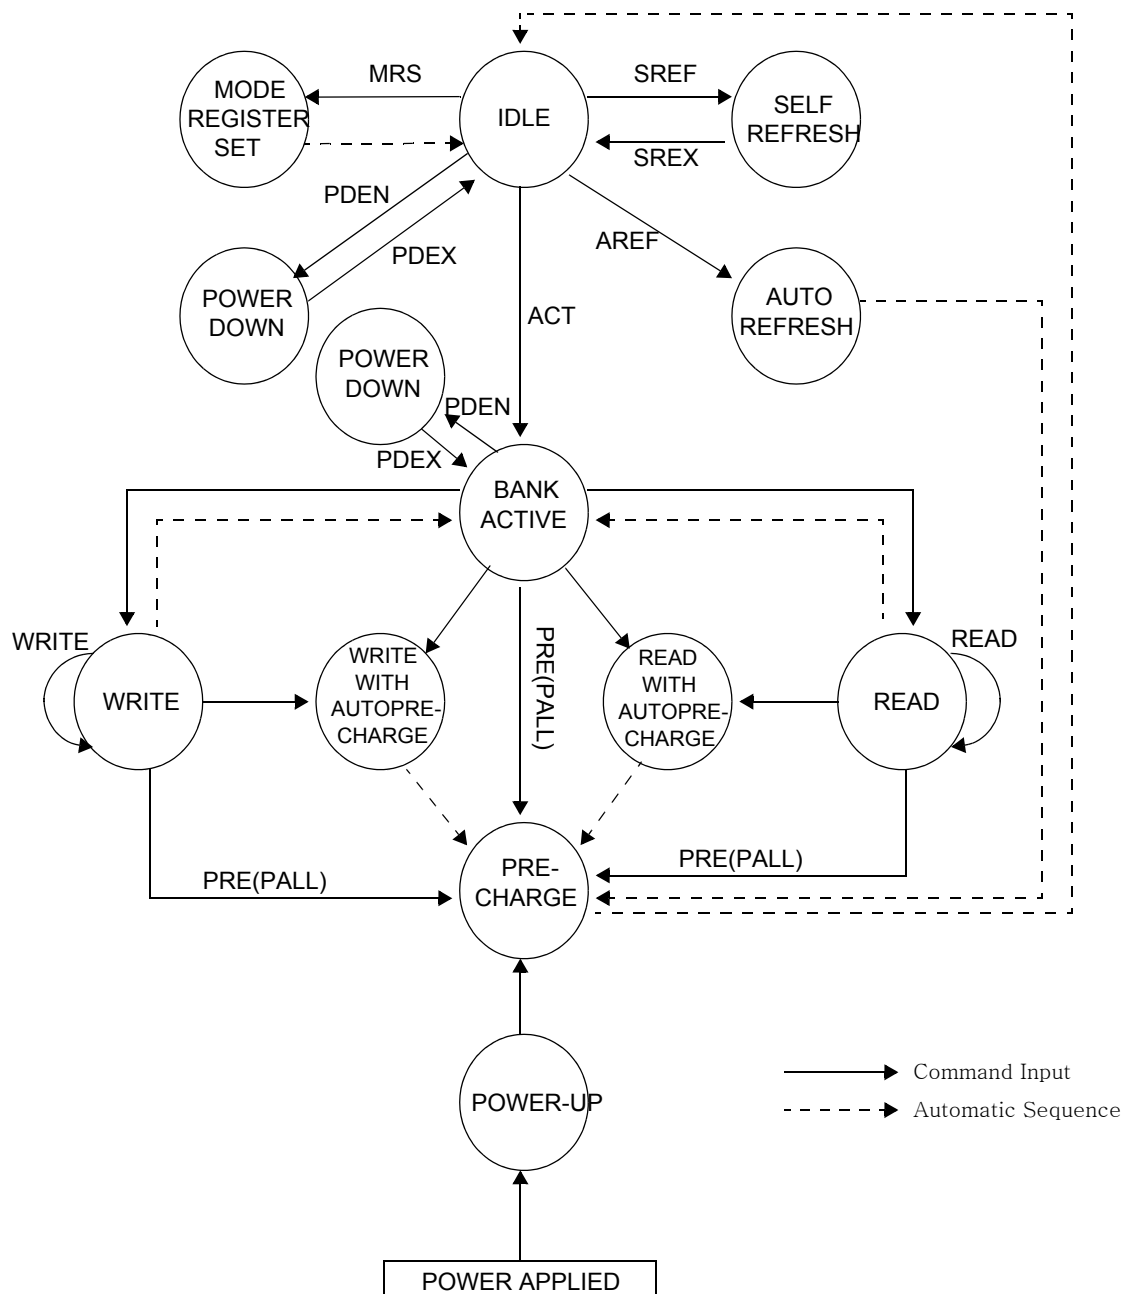 MRS
SREF
MODE
REGISTER
SET
IDLE
SELF
REFRESH
SREX
PDEN
PDEX
AREF
POWER
DOWN
AUTO
REFRESH
ACT
POWER
DOWN
PDEN
PDEX
BANK
ACTIVE
WRITE
READ
WRITE
WRITE
WITH
AUTOPRE-
CHARGE
PRE(PALL)
READ
WITH
AUTOPRE-
CHARGE
READ
PRE(PALL)
PRE(PALL)
PRE-
CHARGE
POWER-UP
Command Input
Automatic Sequence
POWER APPLIED